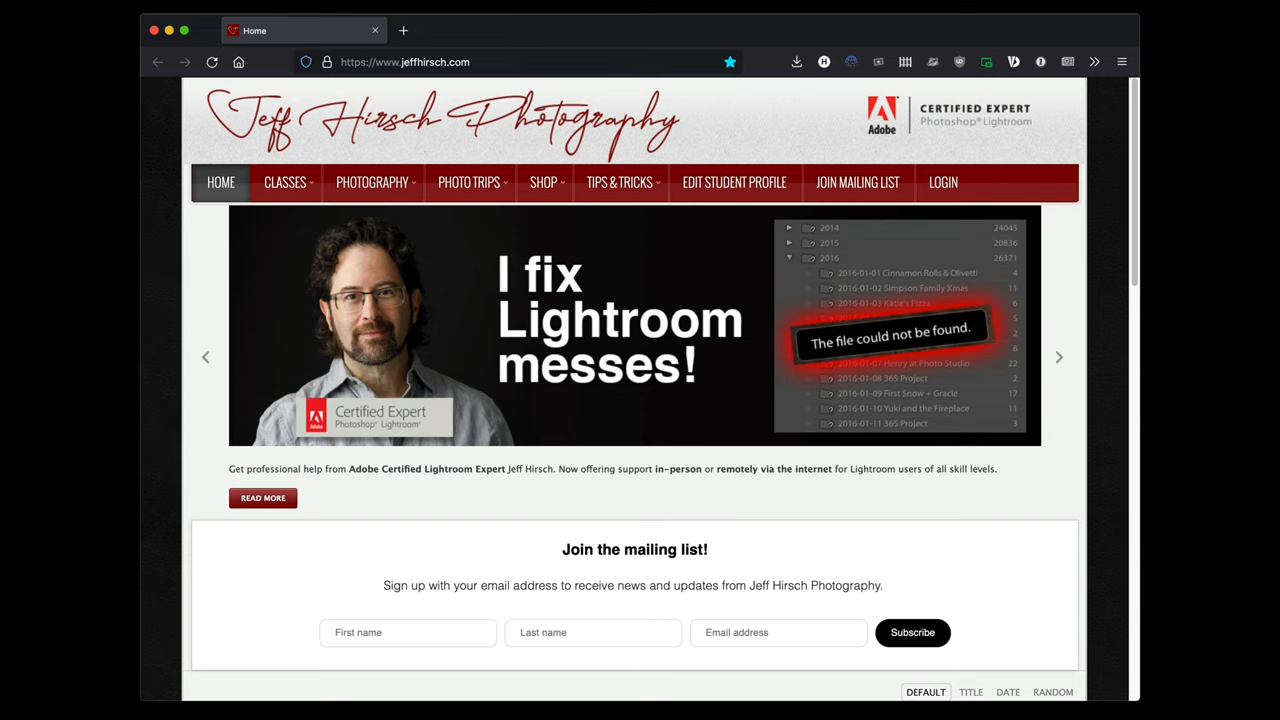 Home
https://www.jeffhirsch.com
Jeff Hirsch Photography
Adobe
CERTIFIED EXPERT
Photoshop® Lightroom®
HOME CLASSES PHOTOGRAPHY PHOTO TRIPS SHOP TIPS & TRICKS EDIT STUDENT PROFILE JOIN MAILING LIST LOGIN
I fix
Lightroom
messes!
Certified Expert
Photoshop® Lightroom®
2014 24045
2015 20836
2016 26371
2016-01-01 Cinnamon Rolls & Olivetti 4
2016-01-02 Simpson Family Xmas 11
2016-01-03 Katie's Pizza 6
5
The file could not be found.
2
8
2016-01-07 Henry at Photo Studio 22
2016-01-08 365 Project 2
2016-01-09 First Snow + Gracie 17
2016-01-10 Yuki and the Fireplace 11
2016-01-11 365 Project 3
Get professional help from Adobe Certified Lightroom Expert Jeff Hirsch. Now offering support in-person or remotely via the internet for Lightroom users of all skill levels.
READ MORE
Join the mailing list!
Sign up with your email address to receive news and updates from Jeff Hirsch Photography.
First name Last name Email address Subscribe
DEFAULT TITLE DATE RANDOM